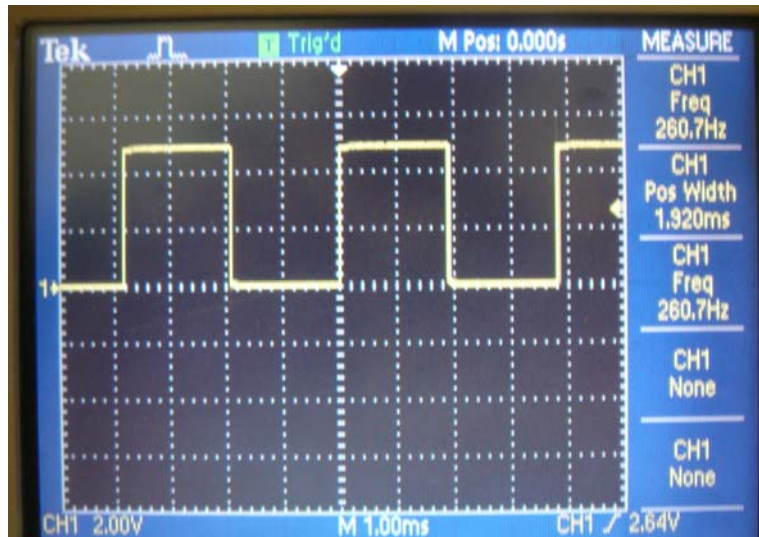 Tek T Trig'd M Pos: 0.000s MEASURE
CH1
Freq
260.7Hz
CH1
Pos Width
1.920ms
CH1
Freq
260.7Hz
CH1
None
CH1
None
1
CH1 2.00V M 1.00ms CH1 2.64V